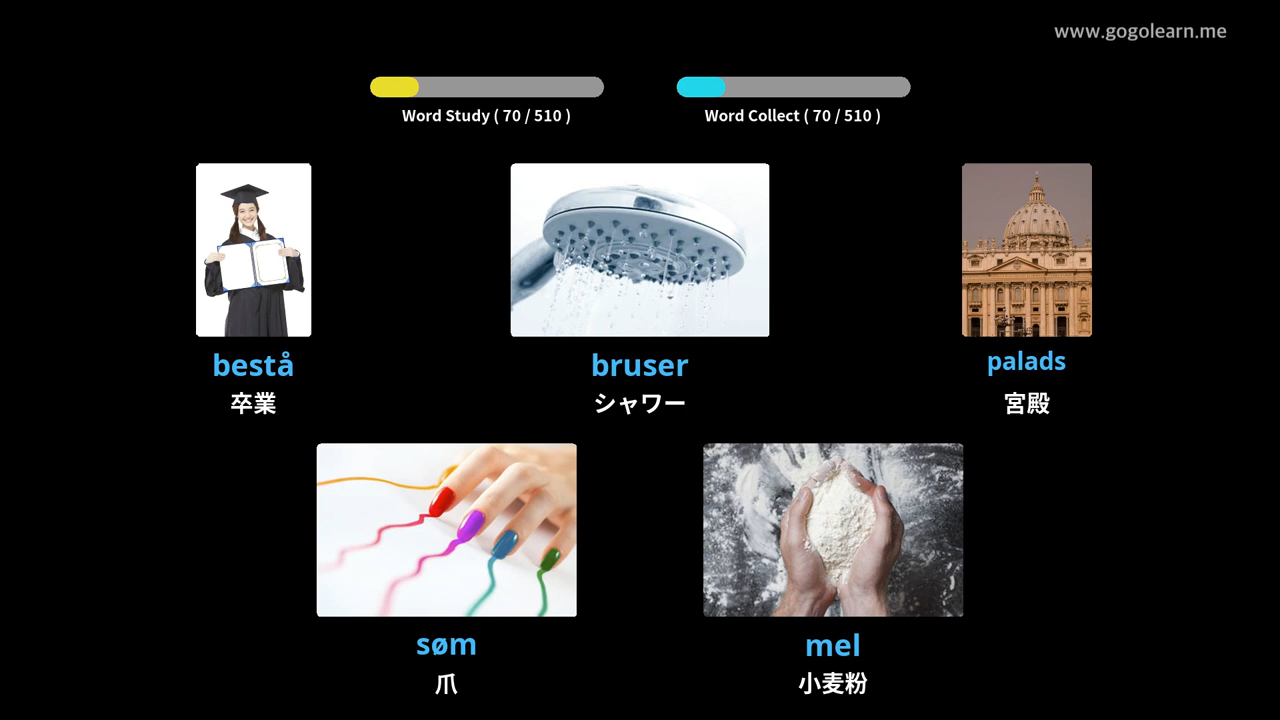 www.gogolearn.me
Word Study ( 70 / 510 )
Word Collect ( 70 / 510 )
bestå
卒業
bruser
シャワー
palads
宮殿
søm
爪
mel
小麦粉